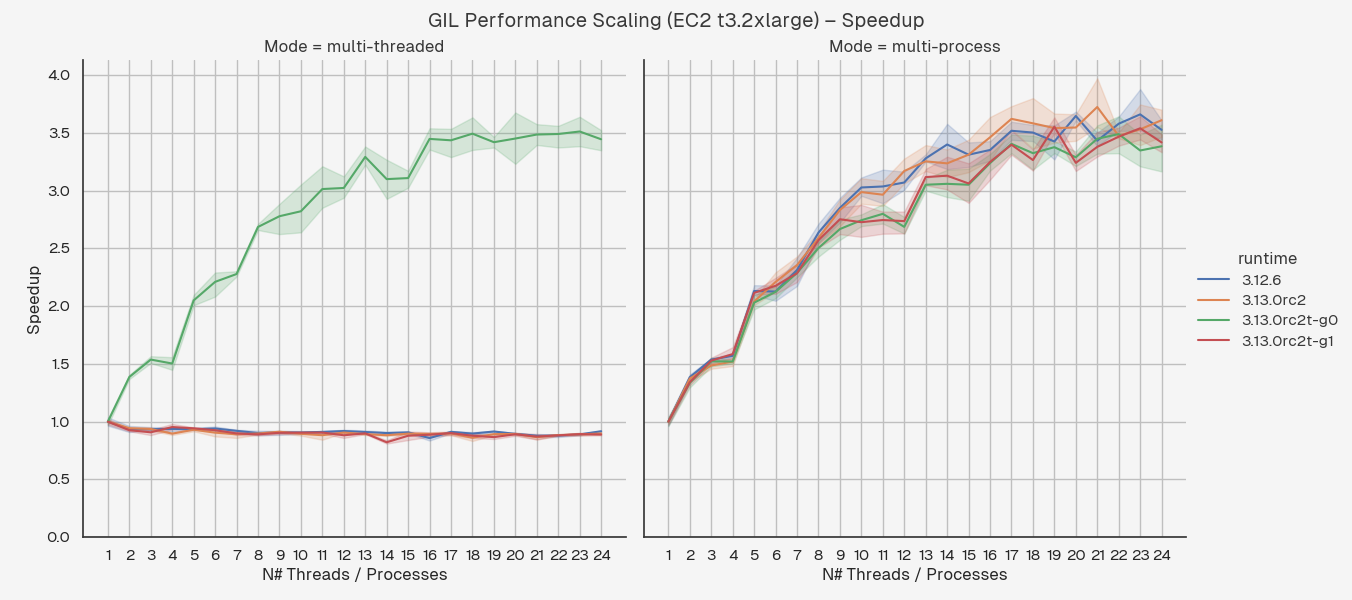 GIL Performance Scaling (EC2 t3.2xlarge) – Speedup
Mode = multi-threaded
Mode = multi-process
Speedup
4.0
3.5
3.0
2.5
2.0
1.5
1.0
0.5
0.0
1 2 3 4 5 6 7 8 9 10 11 12 13 14 15 16 17 18 19 20 21 22 23 24
N# Threads / Processes
1 2 3 4 5 6 7 8 9 10 11 12 13 14 15 16 17 18 19 20 21 22 23 24
N# Threads / Processes
runtime
3.12.6
3.13.0rc2
3.13.0rc2t-g0
3.13.0rc2t-g1